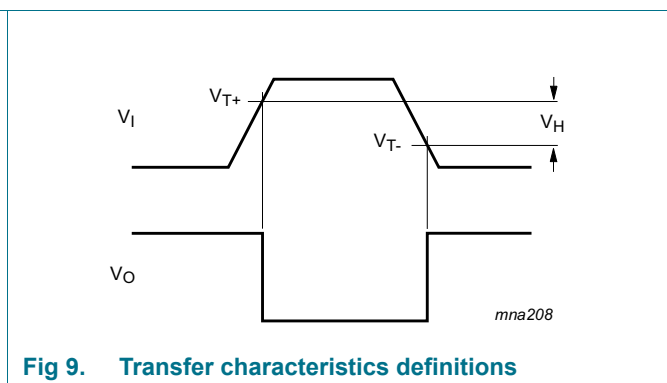 VT+
VI
VH
VT-
VO
mna208
Fig 9. Transfer characteristics definitions